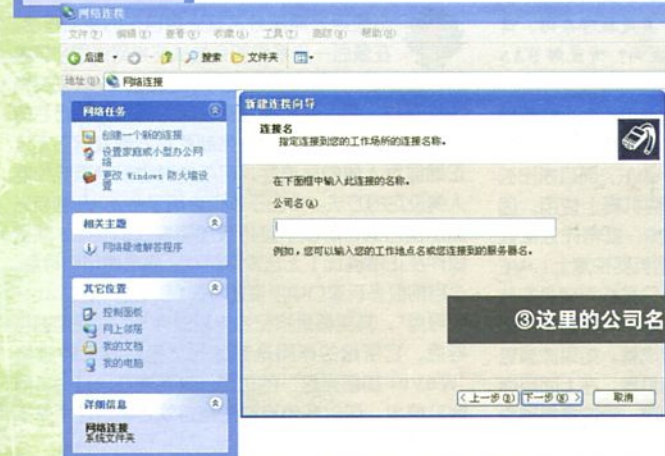 网络连接
文件(F) 编辑(E) 查看(V) 收藏(A) 工具(T) 高级(N) 帮助(H)
后退 搜索 文件夹
地址(D) 网络连接
网络任务
创建一个新的连接
设置家庭或小型办公网络
更改 Windows 防火墙设置
相关主题
网络疑难解答程序
其它位置
控制面板
网上邻居
我的文档
我的电脑
详细信息
网络连接
系统文件夹
新建连接向导
连接名
指定连接到您的工作场所的连接名称。
在下面框中输入此连接的名称。
公司名(A)
例如，您可以输入您的工作地点名或您连接到的服务器名。
③这里的公司名
<上一步(B) 下一步(N)> 取消